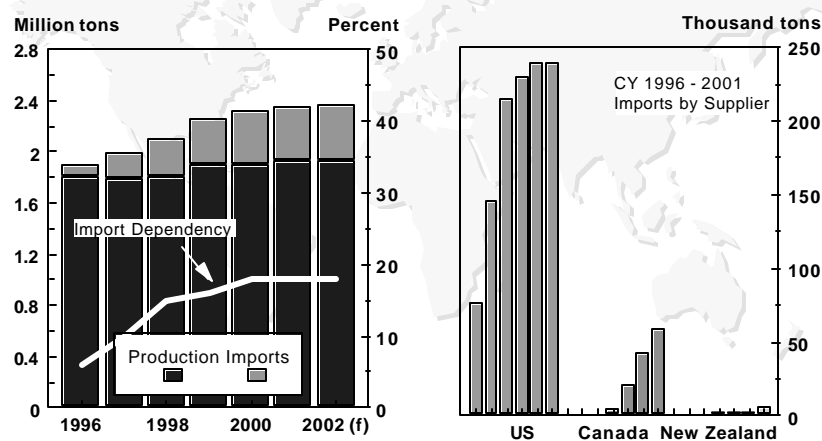 Million tons
Percent
2.8
2.4
2
1.6
1.2
0.8
0.4
0
50
40
30
20
10
0
Import Dependency
Production Imports
1996
1998
2000
2002 (f)
Thousand tons
CY 1996 - 2001
Imports by Supplier
250
200
150
100
50
0
US
Canada
New Zealand